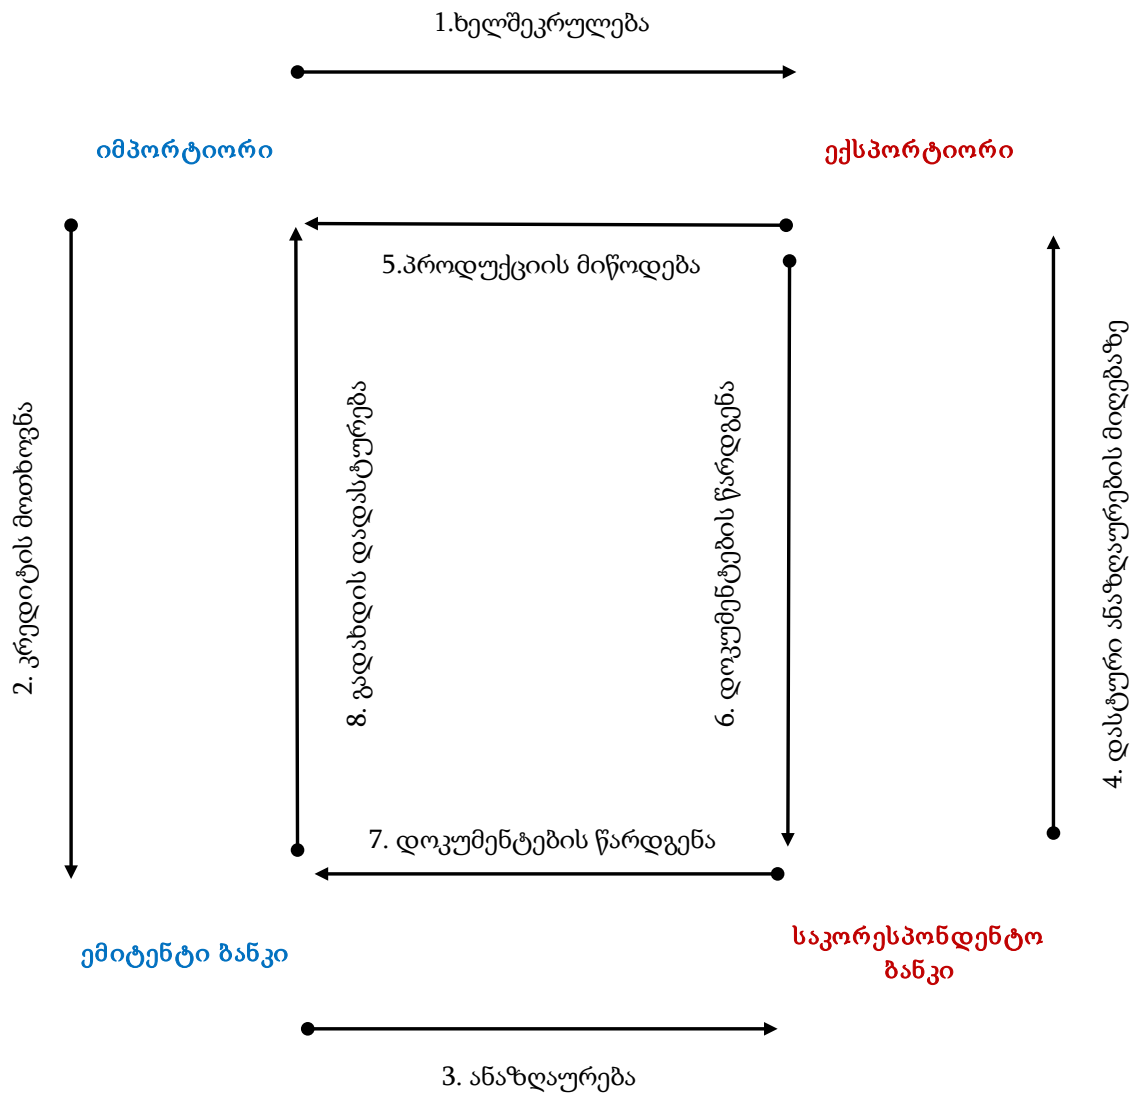 1.ხელშეკრულება
იმპორტიორი
ექსპორტიორი
5.პროდუქციის მიწოდება
2. კრედიტის მოთხოვნა
8. გადახდის დადასტურება
6. დოკუმენტების წარდგენა
4. დასტური ანაზღაურების მიღებაზე
7. დოკუმენტების წარდგენა
ემიტენტი ბანკი
საკორესპონდენტო
ბანკი
3. ანაზღაურება